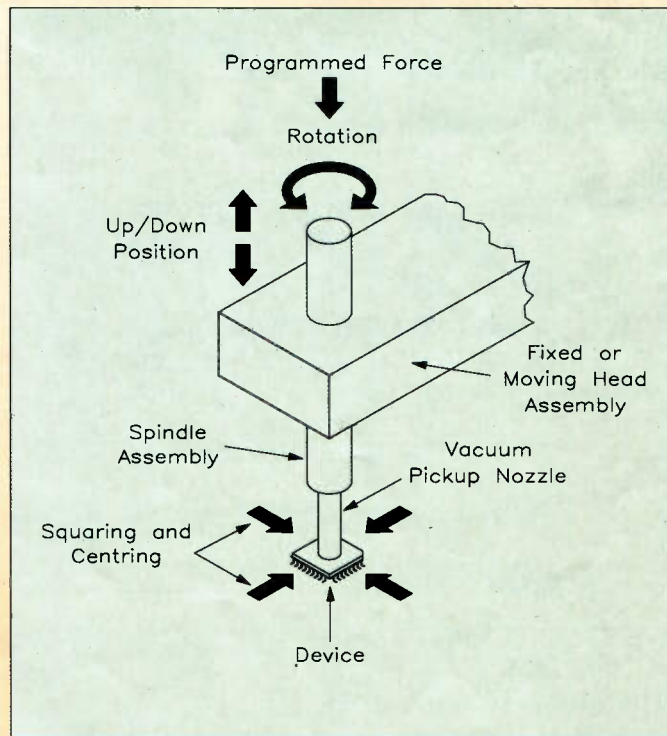 Programmed Force
Rotation
Up/Down
Position
Fixed or
Moving Head
Assembly
Spindle
Assembly
Vacuum
Pickup Nozzle
Squaring and
Centring
Device